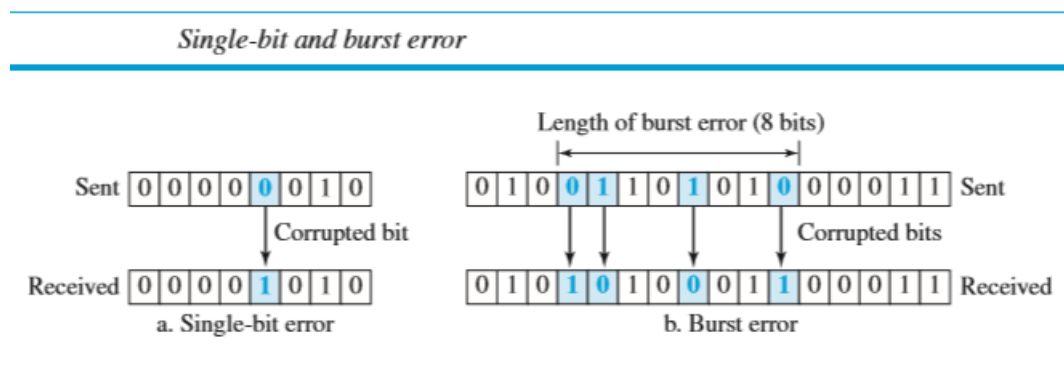 Single-bit and burst error
Length of burst error (8 bits)
Sent 0 0 0 0 0 0 1 0
0 1 0 0 1 1 0 1 0 1 0 0 0 0 1 1 Sent
Corrupted bit
Corrupted bits
Received 0 0 0 0 1 0 1 0
0 1 0 1 0 1 0 0 0 1 1 0 0 0 1 1 Received
a. Single-bit error
b. Burst error